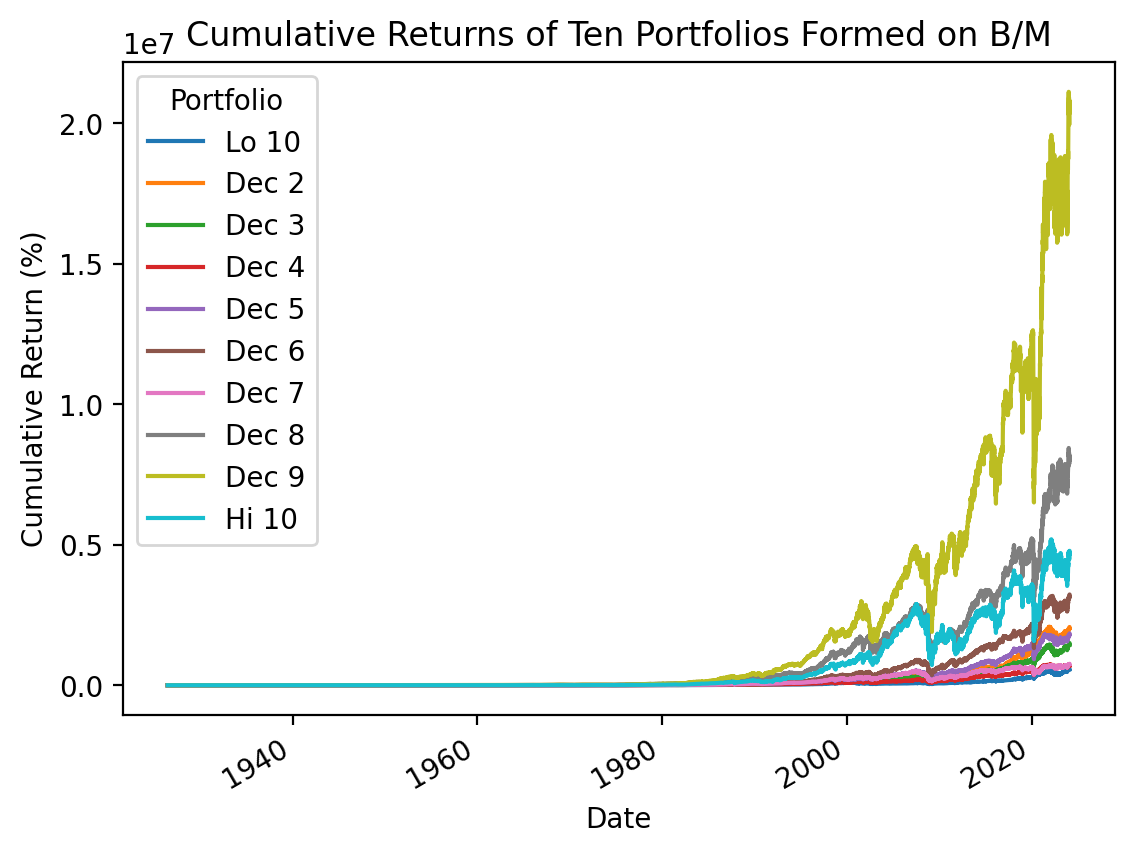 Cumulative Returns of Ten Portfolios Formed on B/M
1e7
Portfolio
Lo 10
Dec 2
Dec 3
Dec 4
Dec 5
Dec 6
Dec 7
Dec 8
Dec 9
Hi 10
2.0
1.5
1.0
0.5
0.0
Cumulative Return (%)
1940
1960
1980
2000
2020
Date